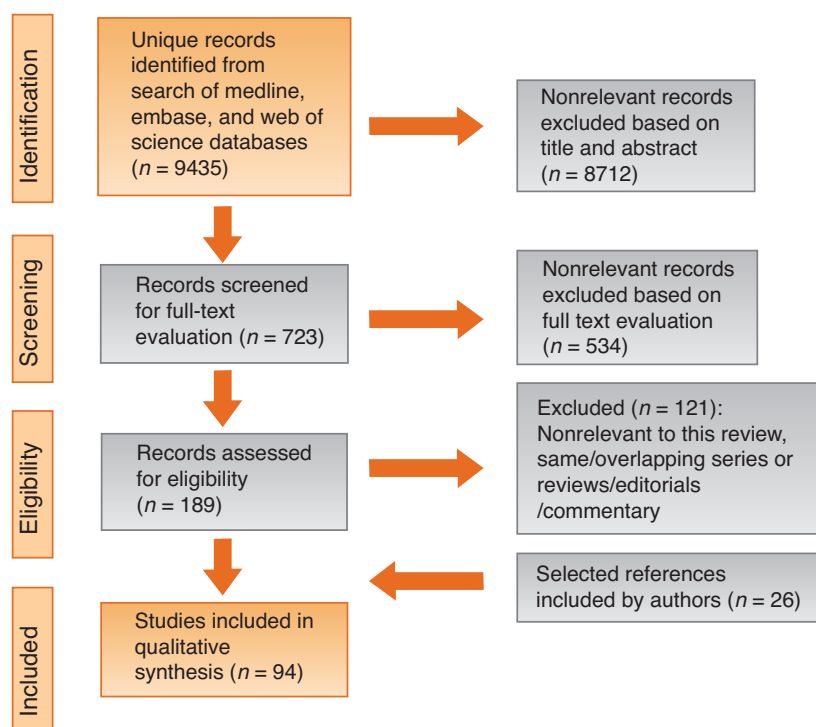 Identification
Unique records
identified from
search of medline,
embase, and web of
science databases
(n = 9435)
Nonrelevant records
excluded based on
title and abstract
(n = 8712)
Screening
Records screened
for full-text
evaluation (n = 723)
Nonrelevant records
excluded based on
full text evaluation
(n = 534)
Eligibility
Records assessed
for eligibility
(n = 189)
Excluded (n = 121):
Nonrelevant to this review,
same/overlapping series or
reviews/editorials
/commentary
Selected references
included by authors (n = 26)
Included
Studies included in
qualitative
synthesis (n = 94)